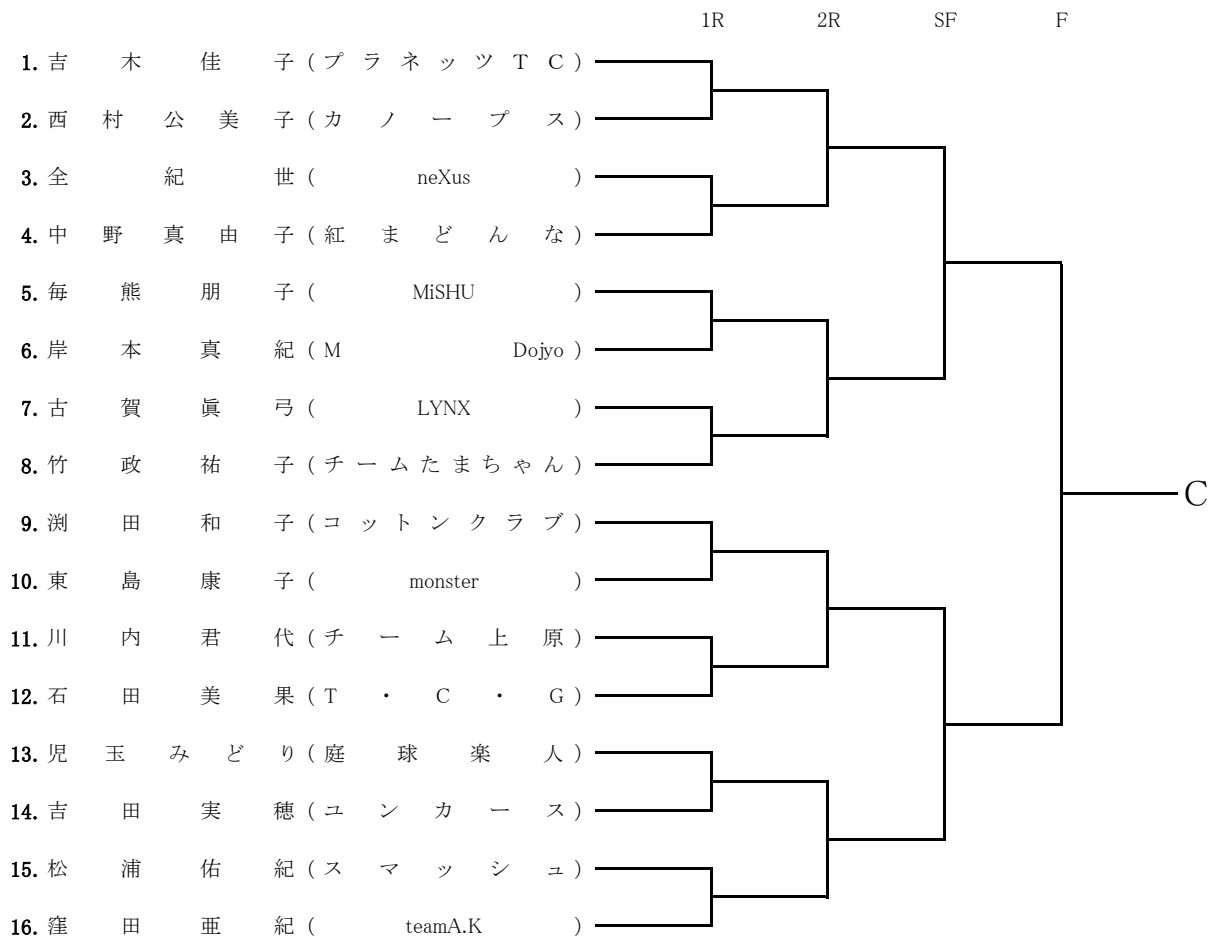 1R 2R SF F
1. 吉木佳子(プラネッツTC)
2. 西村公美子(カノープス)
3. 全紀世(neXus)
4. 中野真由子(紅まどんな)
5. 毎熊朋子(MiSHU)
6. 岸本真紀(M Dojyo)
7. 古賀眞弓(LYNX)
8. 竹政祐子(チームたまちゃん)
C
9. 渕田和子(コットンクラブ)
10. 東島康子(monster)
11. 川内君代(チーム上原)
12. 石田美果(T・C・G)
13. 児玉みどり(庭球楽人)
14. 吉田実穂(ユンカース)
15. 松浦佑紀(スマッシュ)
16. 窪田亜紀(teamA.K)